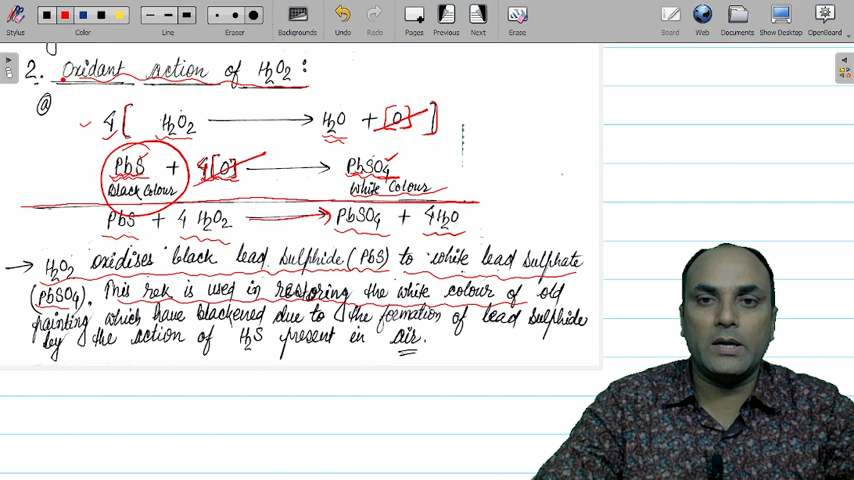 Stylus
Color
Line
Eraser
Backgrounds
Undo
Redo
Pages
Previous
Next
Erase
Board
Web
Documents
Show Desktop
OpenBoard
2. Oxidant action of H2O2 :
(a)
4 [ H2O2 ⟶ H2O + [O] ]
PbS + 4[O] ⟶ PbSO4
Black colour White Colour
PbS + 4 H2O2 ⟶ PbSO4 + 4H2O
→ H2O2 oxidises black lead sulphide (PbS) to white lead sulphate
(PbSO4). This rxn is used in restoring the white colour of old
painting which have blackened due to the formation of lead sulphide
by the action of H2S present in air.